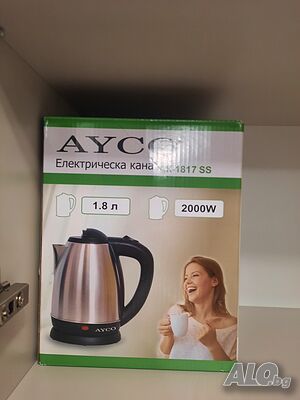 AYCO
Електрическа кана
1817 SS
1.8 л
2000W
AYCO
ALO.bg